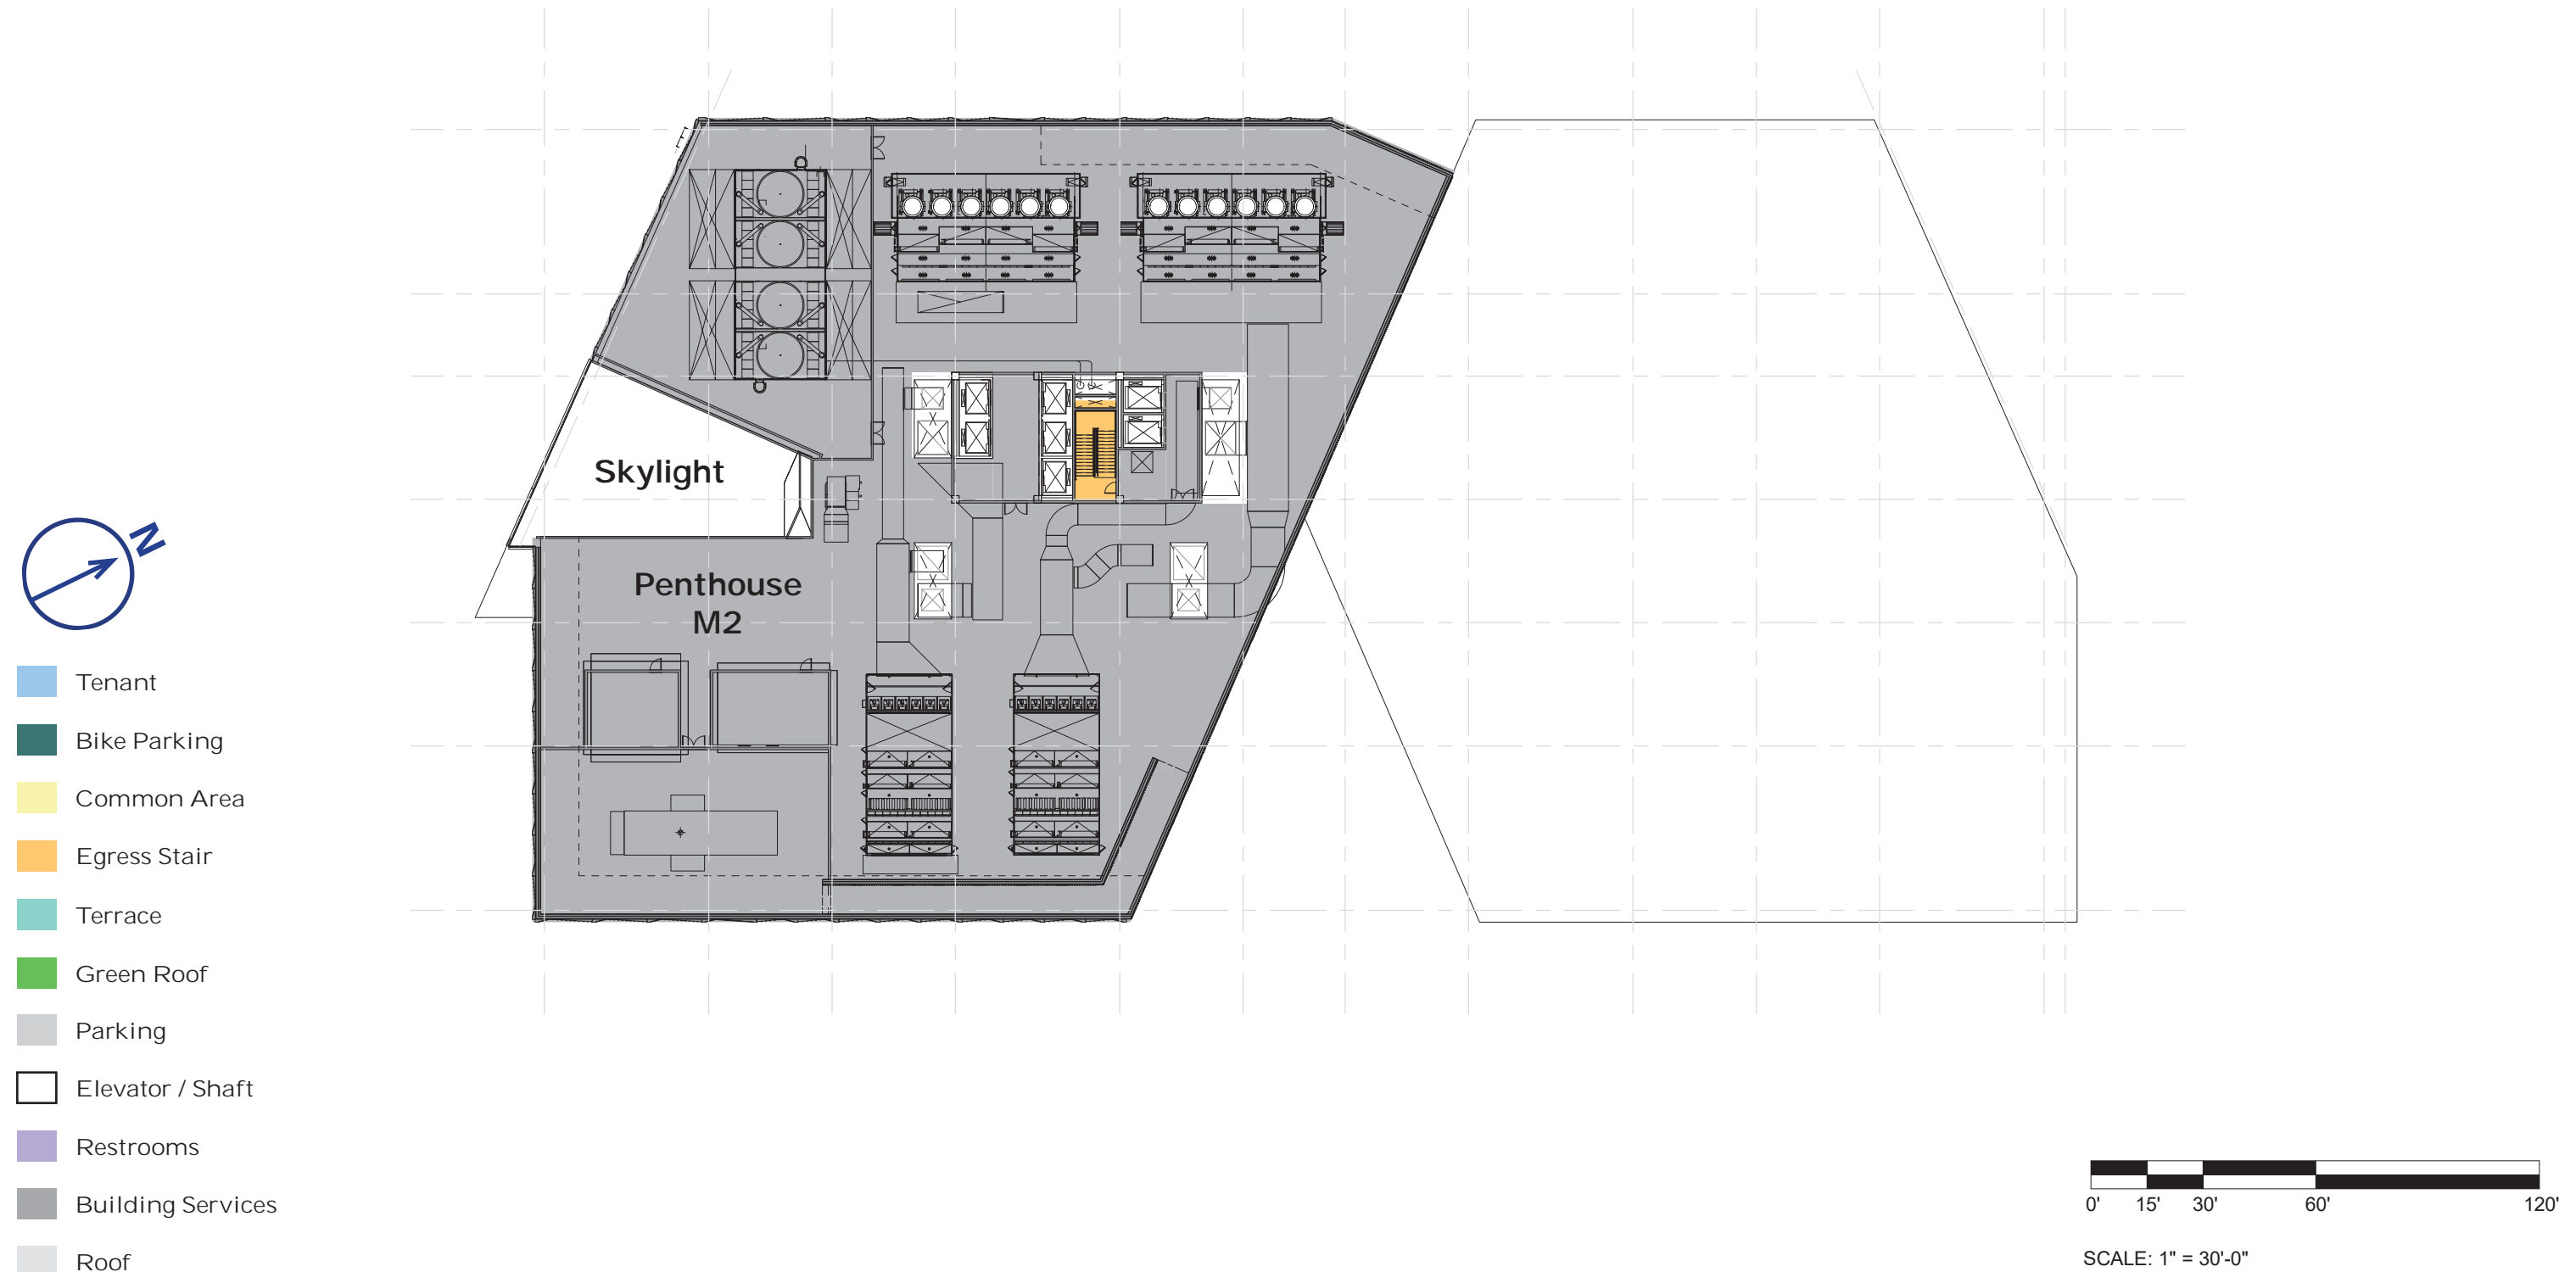 Skylight
Penthouse
M2
N
Tenant
Bike Parking
Common Area
Egress Stair
Terrace
Green Roof
Parking
Elevator / Shaft
Restrooms
Building Services
Roof
0' 15' 30' 60' 120'
SCALE: 1" = 30'-0"